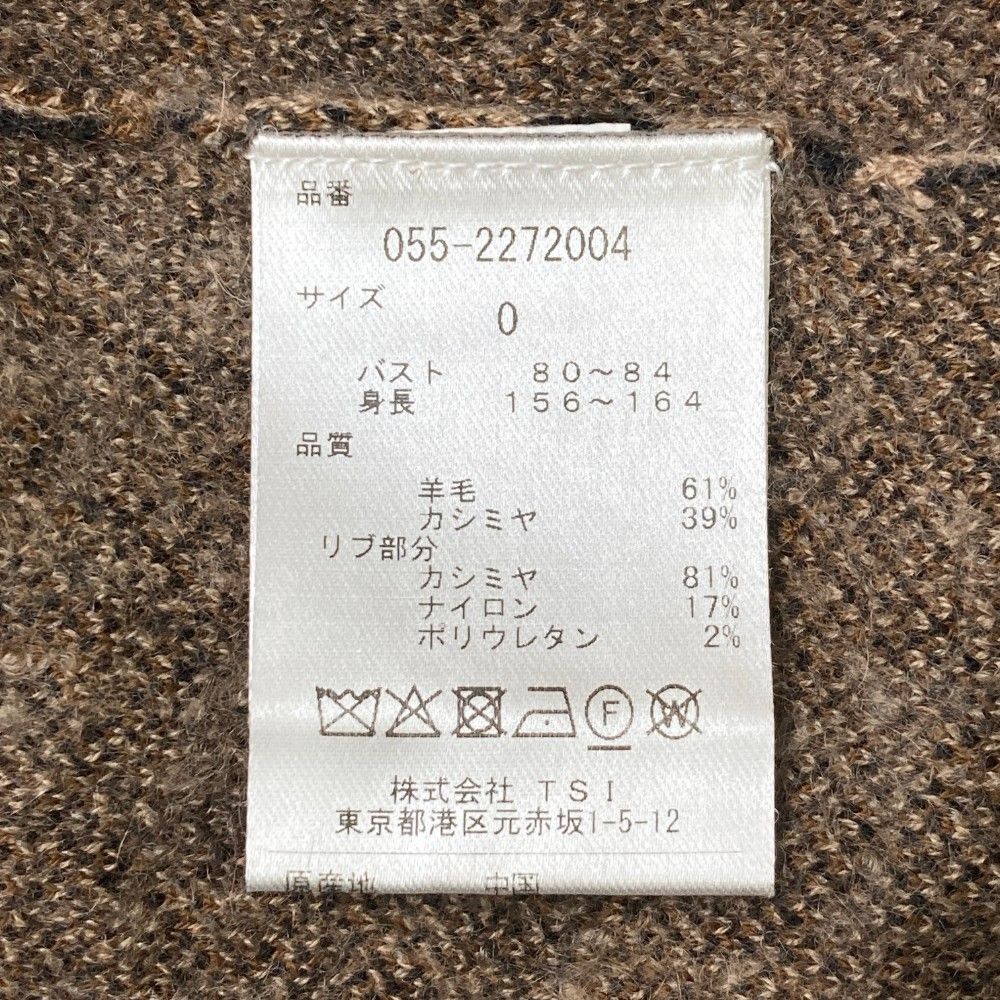 品番
055-2272004
サイズ
0
バスト 80～84
身長 156～164
品質
羊毛 61%
カシミヤ 39%
リブ部分
カシミヤ 81%
ナイロン 17%
ポリウレタン 2%
F W
株式会社 TSI
東京都港区元赤坂1-5-12
原産地 中国